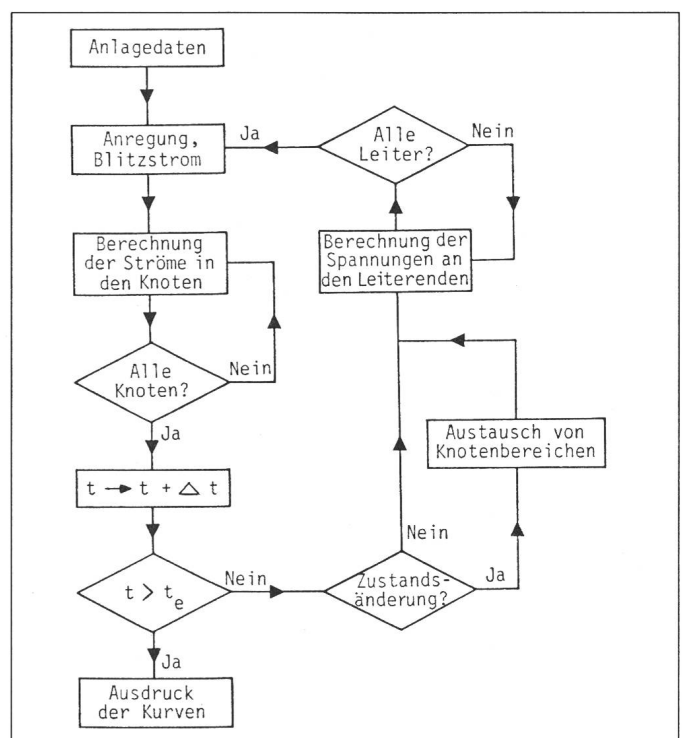 Anlagedaten
Anregung,
Blitzstrom
Ja
Alle
Leiter?
Nein
Berechnung
der Ströme in
den Knoten
Berechnung der
Spannungen an
den Leiterenden
Alle
Knoten?
Nein
Ja
Austausch von
Knotenbereichen
t → t + △ t
Nein
t > te
Nein
Zustands-
änderung?
Ja
Ja
Ausdruck
der Kurven